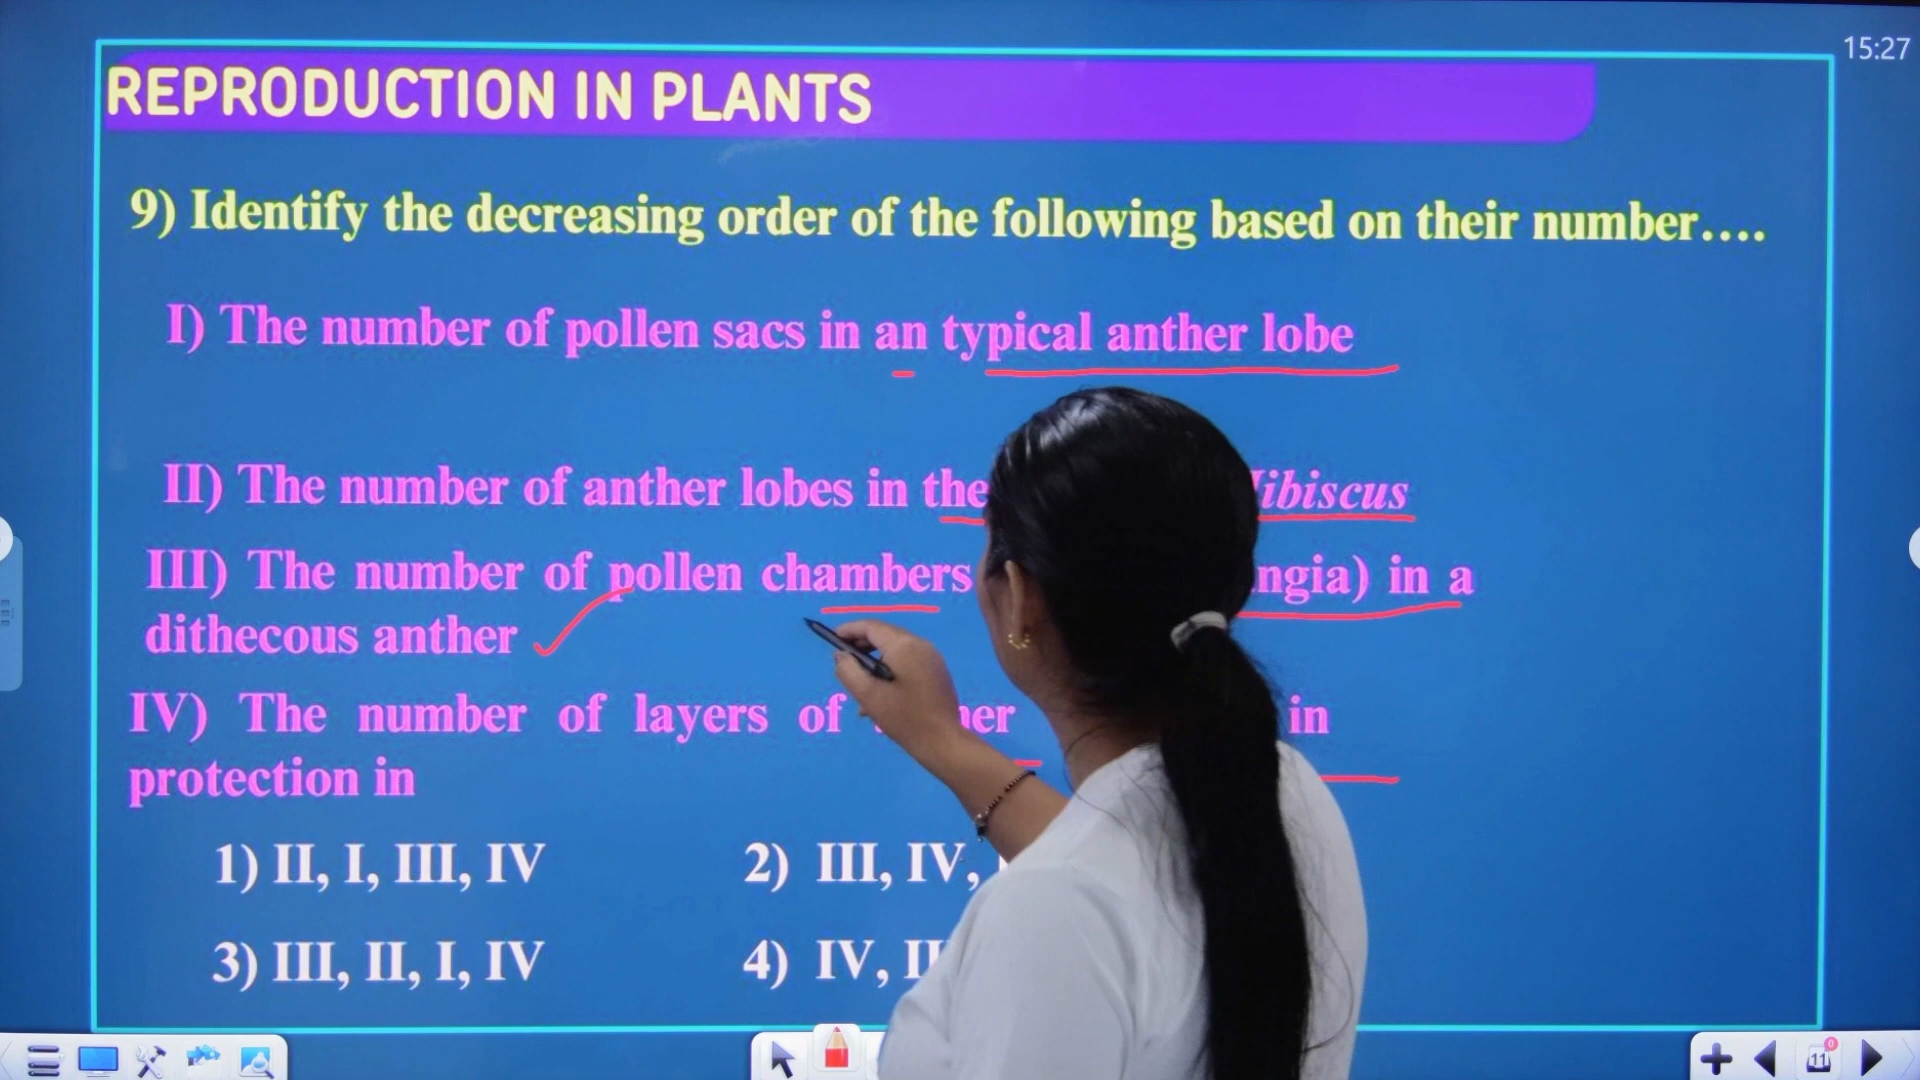 15:27
REPRODUCTION IN PLANTS
9) Identify the decreasing order of the following based on their number....
I) The number of pollen sacs in an typical anther lobe
II) The number of anther lobes in the
III) The number of pollen chambers in a
dithecous anther
IV) The number of layers of in
protection in
1) II, I, III, IV
2) III, IV,
3) III, II, I, IV
4) IV,
11
0